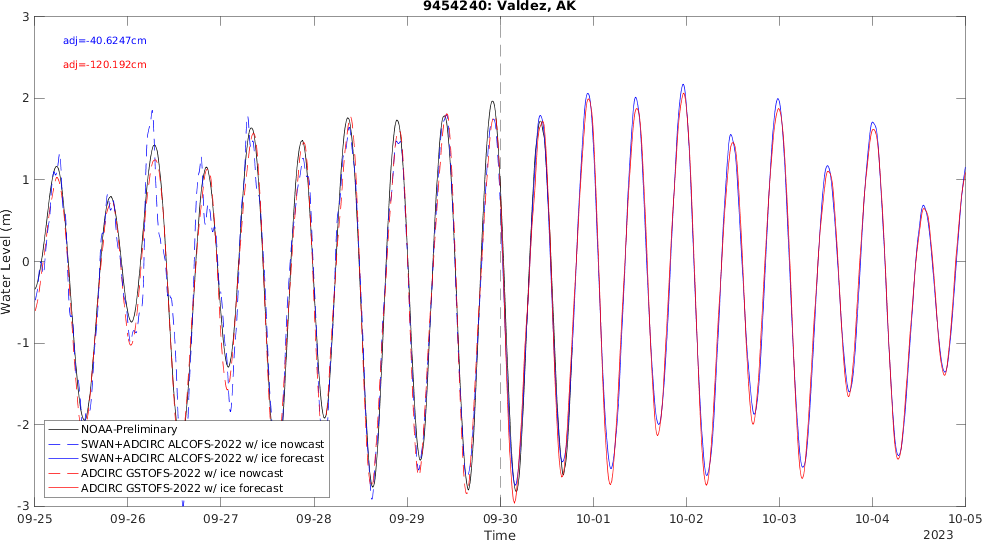 9454240: Valdez, AK
adj=-40.6247cm
adj=-120.192cm
Water Level (m)
3
2
1
0
-1
-2
-3
NOAA-Preliminary
SWAN+ADCIRC ALCOFS-2022 w/ ice nowcast
SWAN+ADCIRC ALCOFS-2022 w/ ice forecast
ADCIRC GSTOFS-2022 w/ ice nowcast
ADCIRC GSTOFS-2022 w/ ice forecast
09-25 09-26 09-27 09-28 09-29 09-30 10-01 10-02 10-03 10-04 10-05
Time
2023